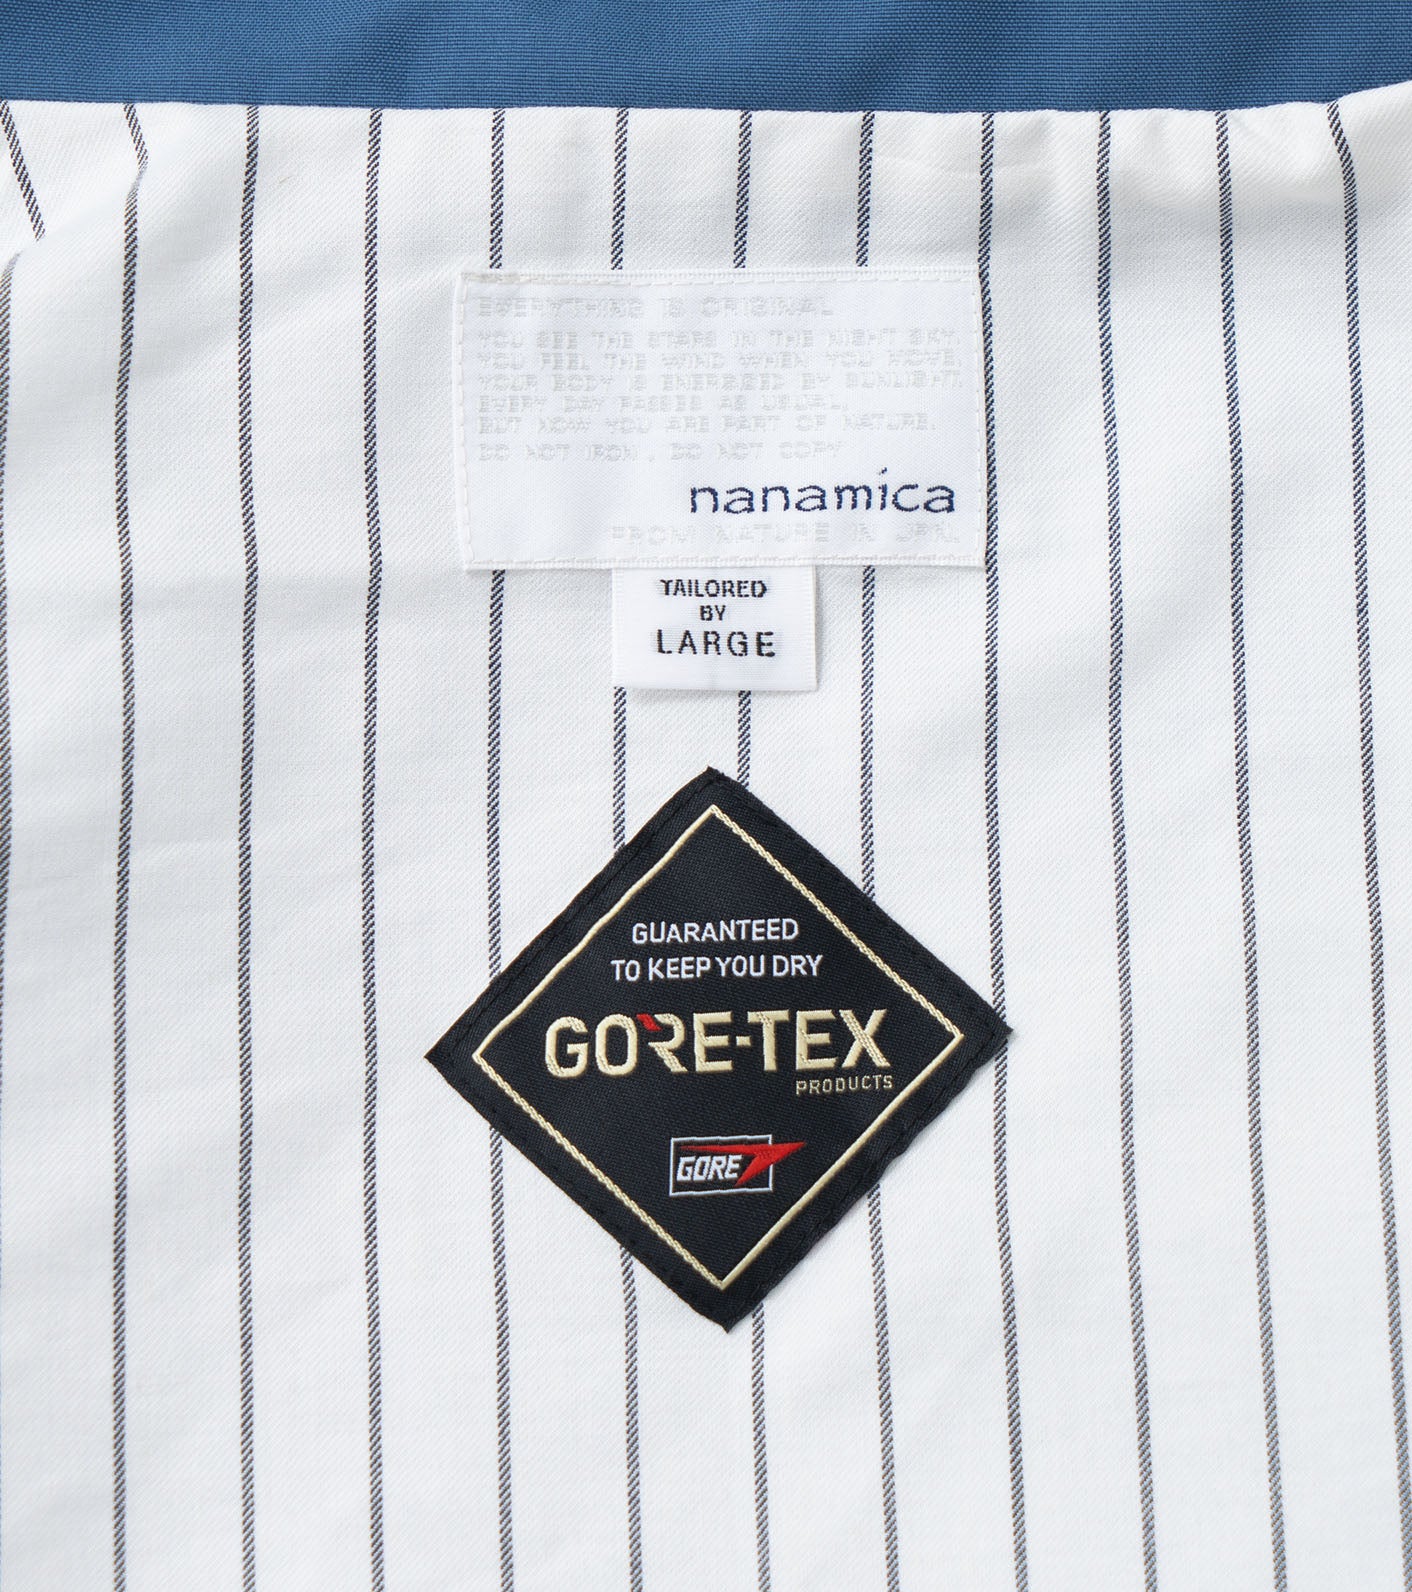 EVERYTHING IS ORIGINAL
YOU SEE THE STARS IN THE NIGHT SKY.
YOU FEEL THE WIND WHEN YOU MOVE.
YOUR BODY IS ENERGISED BY SUNLIGHT.
EVERY DAY PASSES AS USUAL,
BUT NOW YOU ARE PART OF NATURE.
DO NOT IRON, DO NOT COPY
nanamica
FROM NATURE IN JPN.
TAILORED
BY
LARGE
GUARANTEED
TO KEEP YOU DRY
GORE-TEX
PRODUCTS
GORE